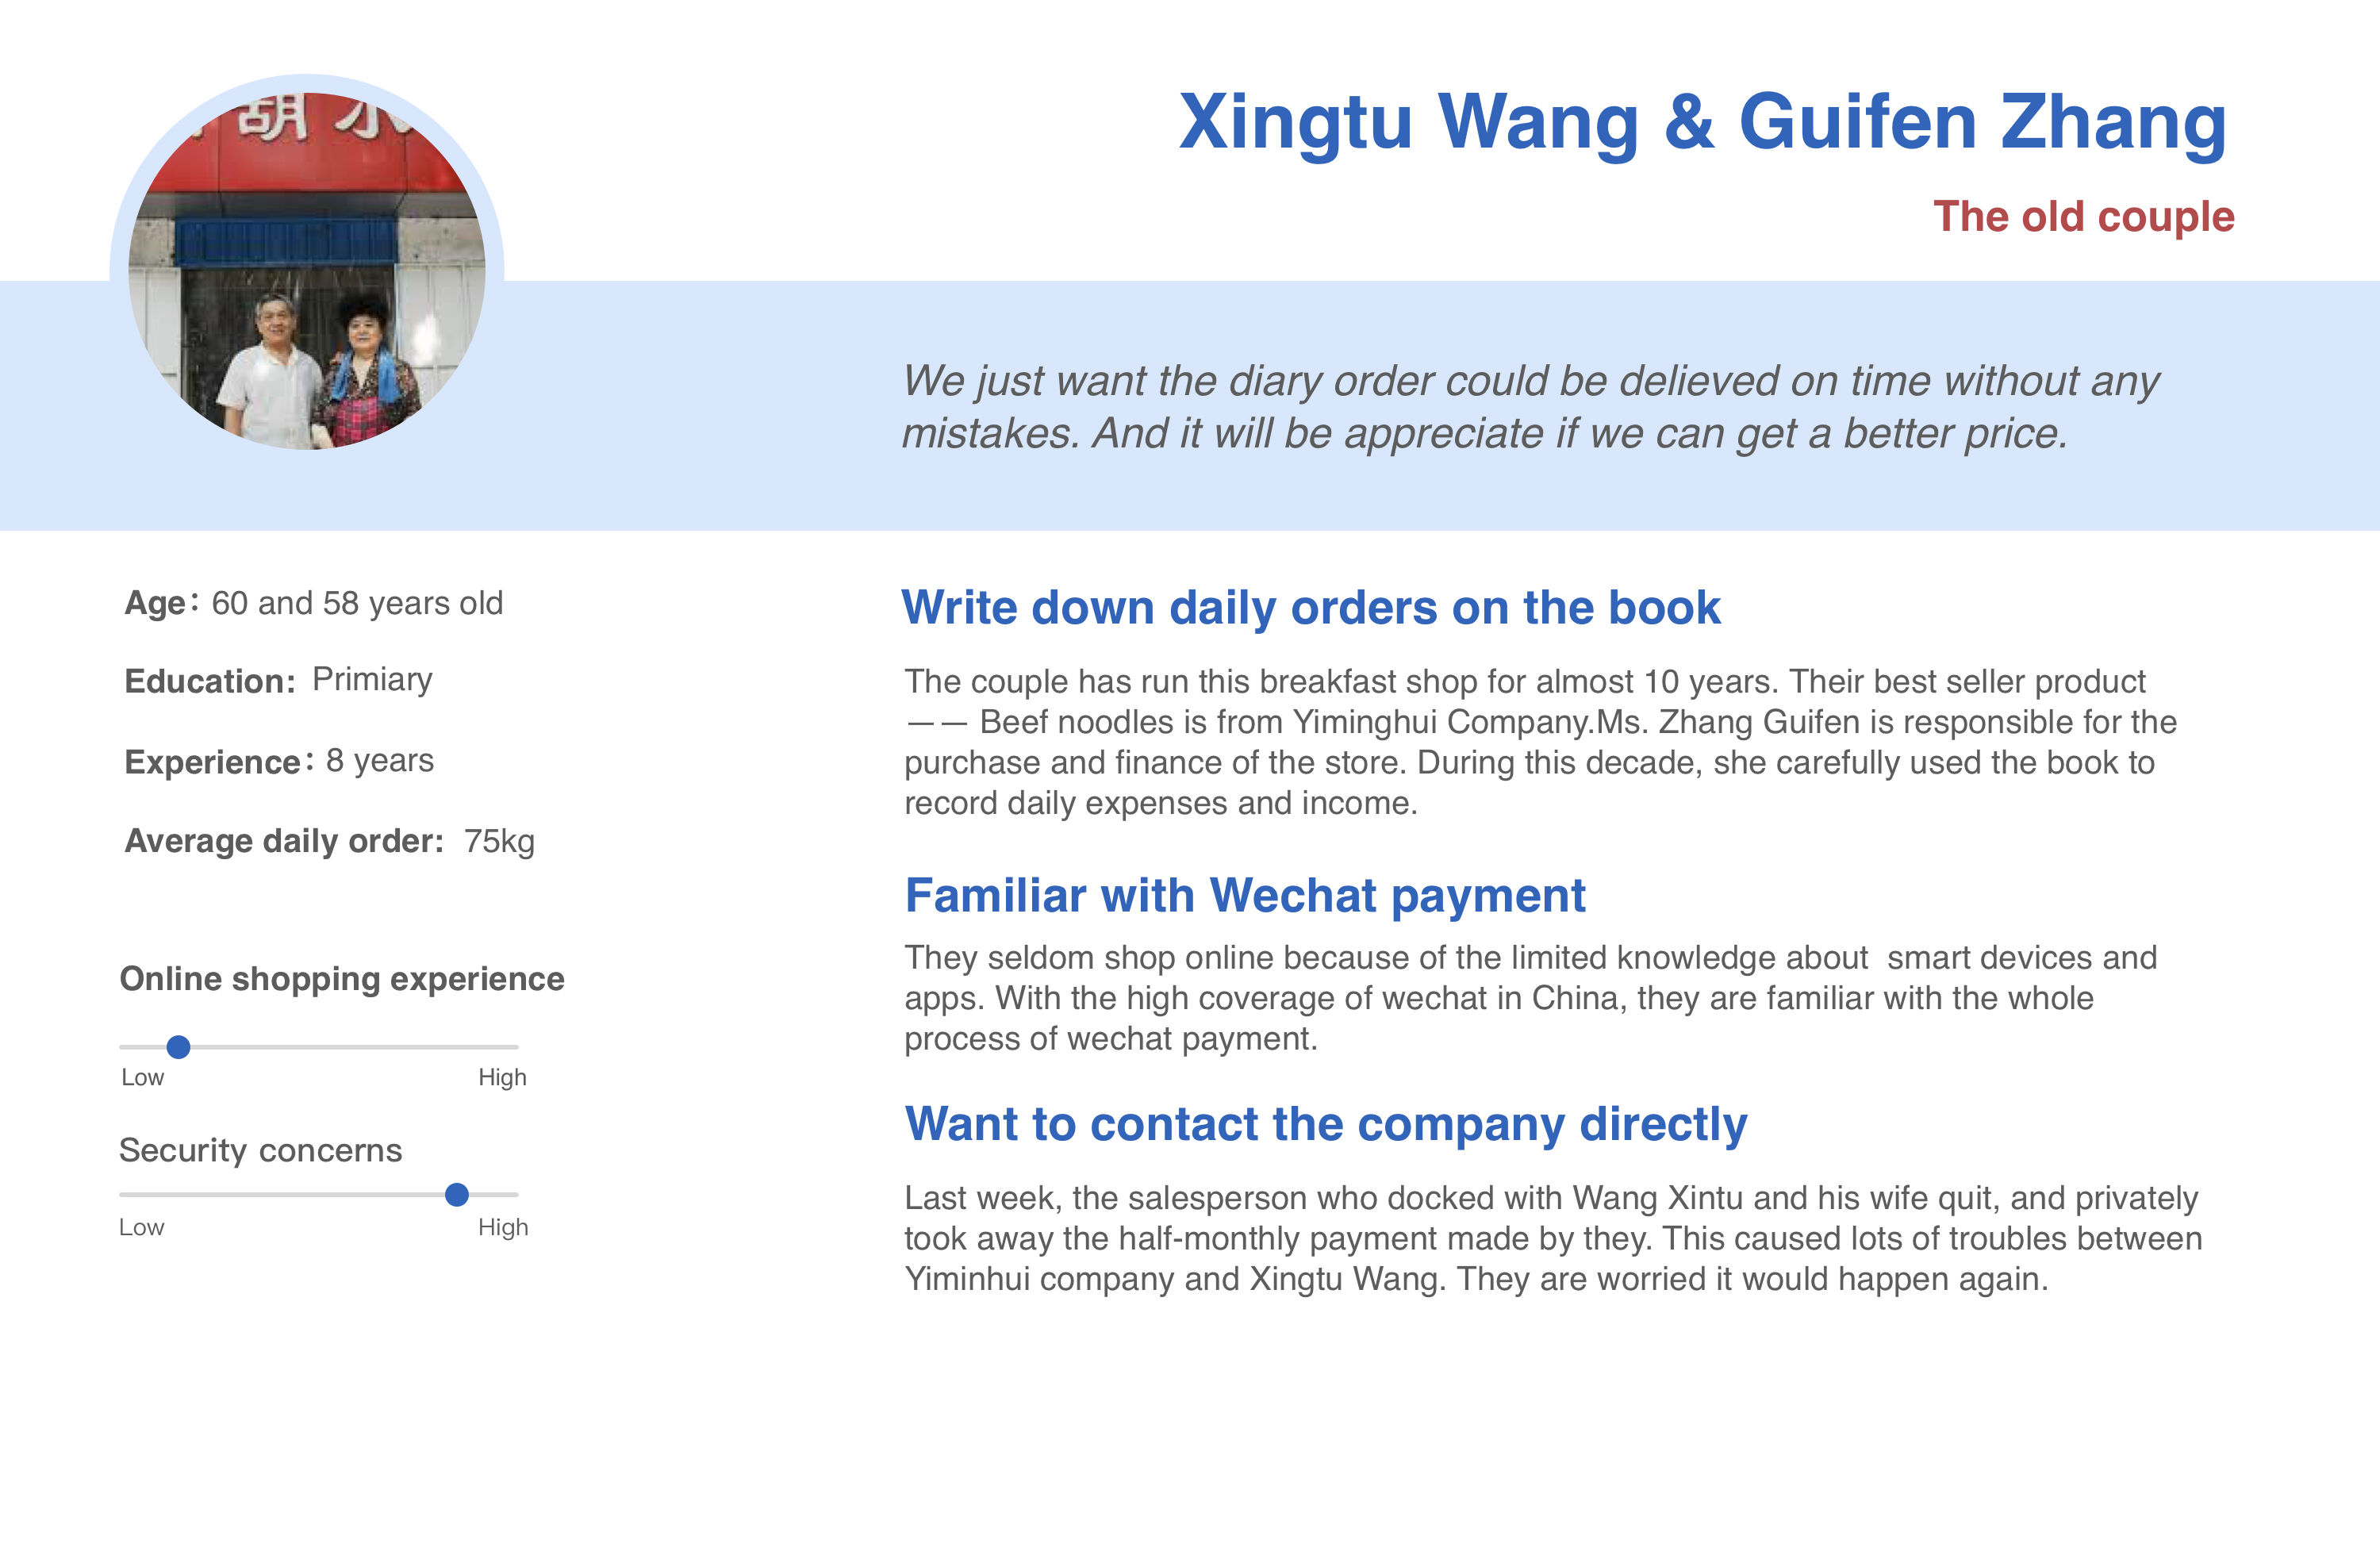 胡
Xingtu Wang & Guifen Zhang
The old couple
We just want the diary order could be delieved on time without any
mistakes. And it will be appreciate if we can get a better price.
Age: 60 and 58 years old
Education: Primiary
Experience: 8 years
Average daily order: 75kg
Online shopping experience
Low High
Security concerns
Low High
Write down daily orders on the book
The couple has run this breakfast shop for almost 10 years. Their best seller product
—— Beef noodles is from Yiminghui Company.Ms. Zhang Guifen is responsible for the
purchase and finance of the store. During this decade, she carefully used the book to
record daily expenses and income.
Familiar with Wechat payment
They seldom shop online because of the limited knowledge about  smart devices and
apps. With the high coverage of wechat in China, they are familiar with the whole
process of wechat payment.
Want to contact the company directly
Last week, the salesperson who docked with Wang Xintu and his wife quit, and privately
took away the half-monthly payment made by they. This caused lots of troubles between
Yiminhui company and Xingtu Wang. They are worried it would happen again.